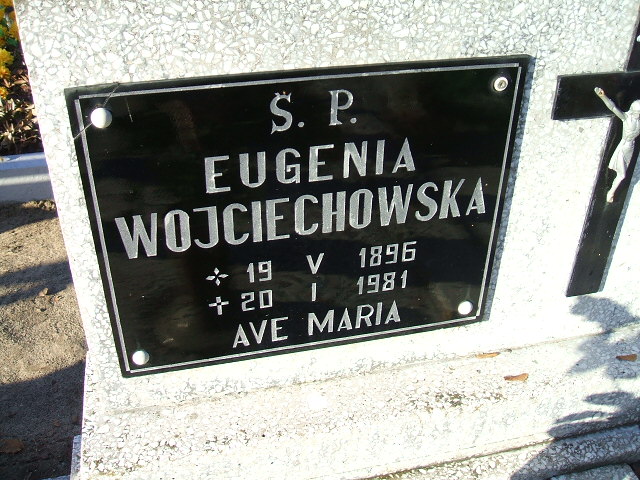 Ś. P.
EUGENIA
WOJCIECHOWSKA
✣ 19 V 1896
+ 20 I 1981
AVE MARIA